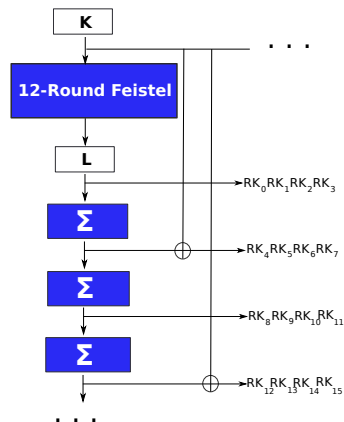 K
. . .
12-Round Feistel
L
RK₀RK₁RK₂RK₃
Σ
RK₄RK₅RK₆RK₇
Σ
RK₈RK₉RK₁₀RK₁₁
Σ
RK₁₂RK₁₃RK₁₄RK₁₅
. . .